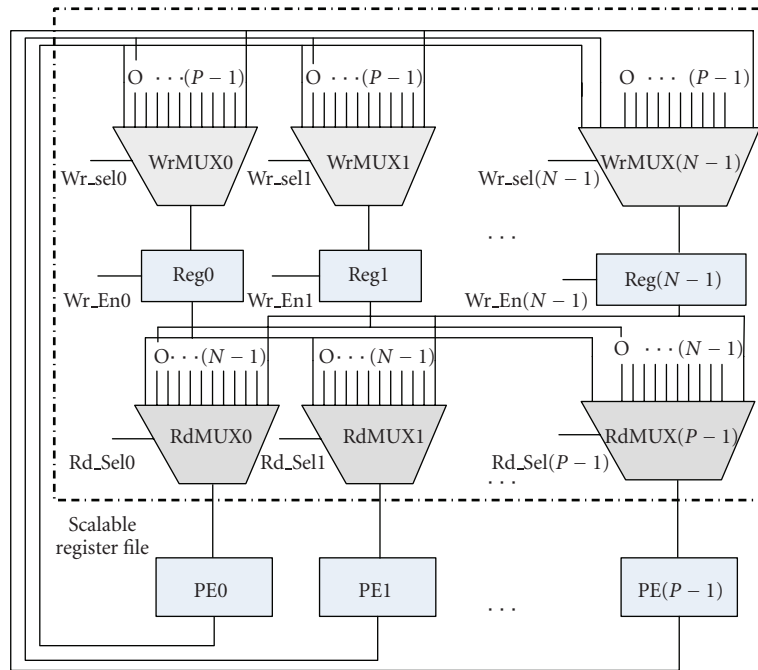 O · · · (P − 1) O · · · (P − 1) O · · · (P − 1)
WrMUX0 WrMUX1 WrMUX(N − 1)
Wr_sel0 Wr_sel1 Wr_sel(N − 1)
· · ·
Reg0 Reg1 Reg(N − 1)
Wr_En0 Wr_En1 Wr_En(N − 1)
O · · · (N − 1) O · · · (N − 1) O · · · (N − 1)
RdMUX0 RdMUX1 RdMUX(P − 1)
Rd_Sel0 Rd_Sel1 Rd_Sel(P − 1)
· · ·
Scalable
register file
PE0 PE1 · · · PE(P − 1)